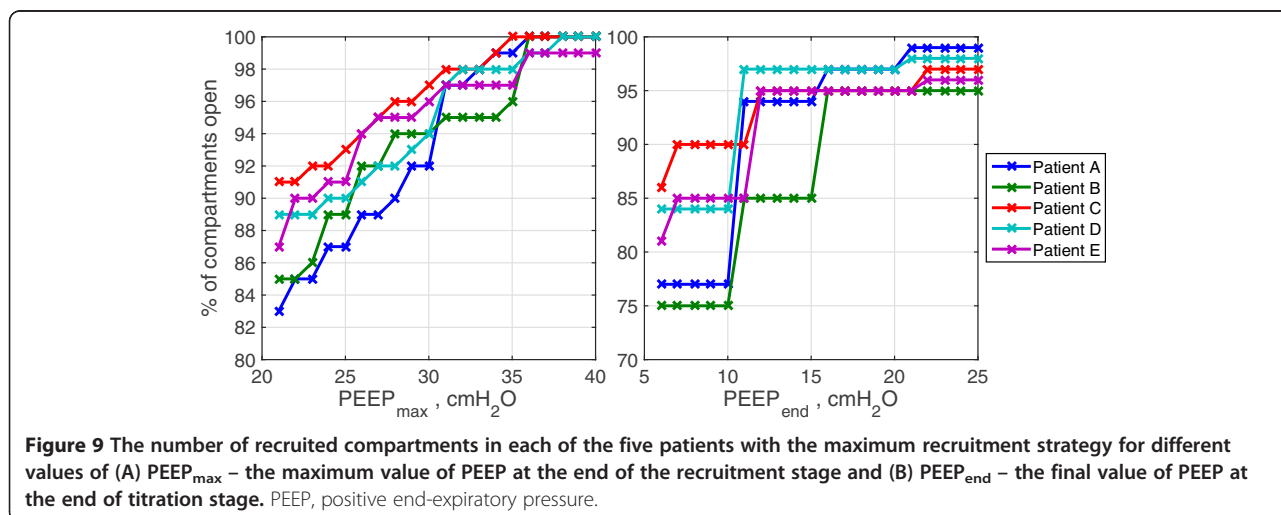 % of compartments open
100
98
96
94
92
90
88
86
84
82
80
20
25
30
35
40
PEEPmax , cmH2O
100
95
90
85
80
75
70
5
10
15
20
25
PEEPend , cmH2O
Patient A
Patient B
Patient C
Patient D
Patient E
Figure 9 The number of recruited compartments in each of the five patients with the maximum recruitment strategy for different
values of (A) PEEPmax – the maximum value of PEEP at the end of the recruitment stage and (B) PEEPend – the final value of PEEP at
the end of titration stage. PEEP, positive end-expiratory pressure.